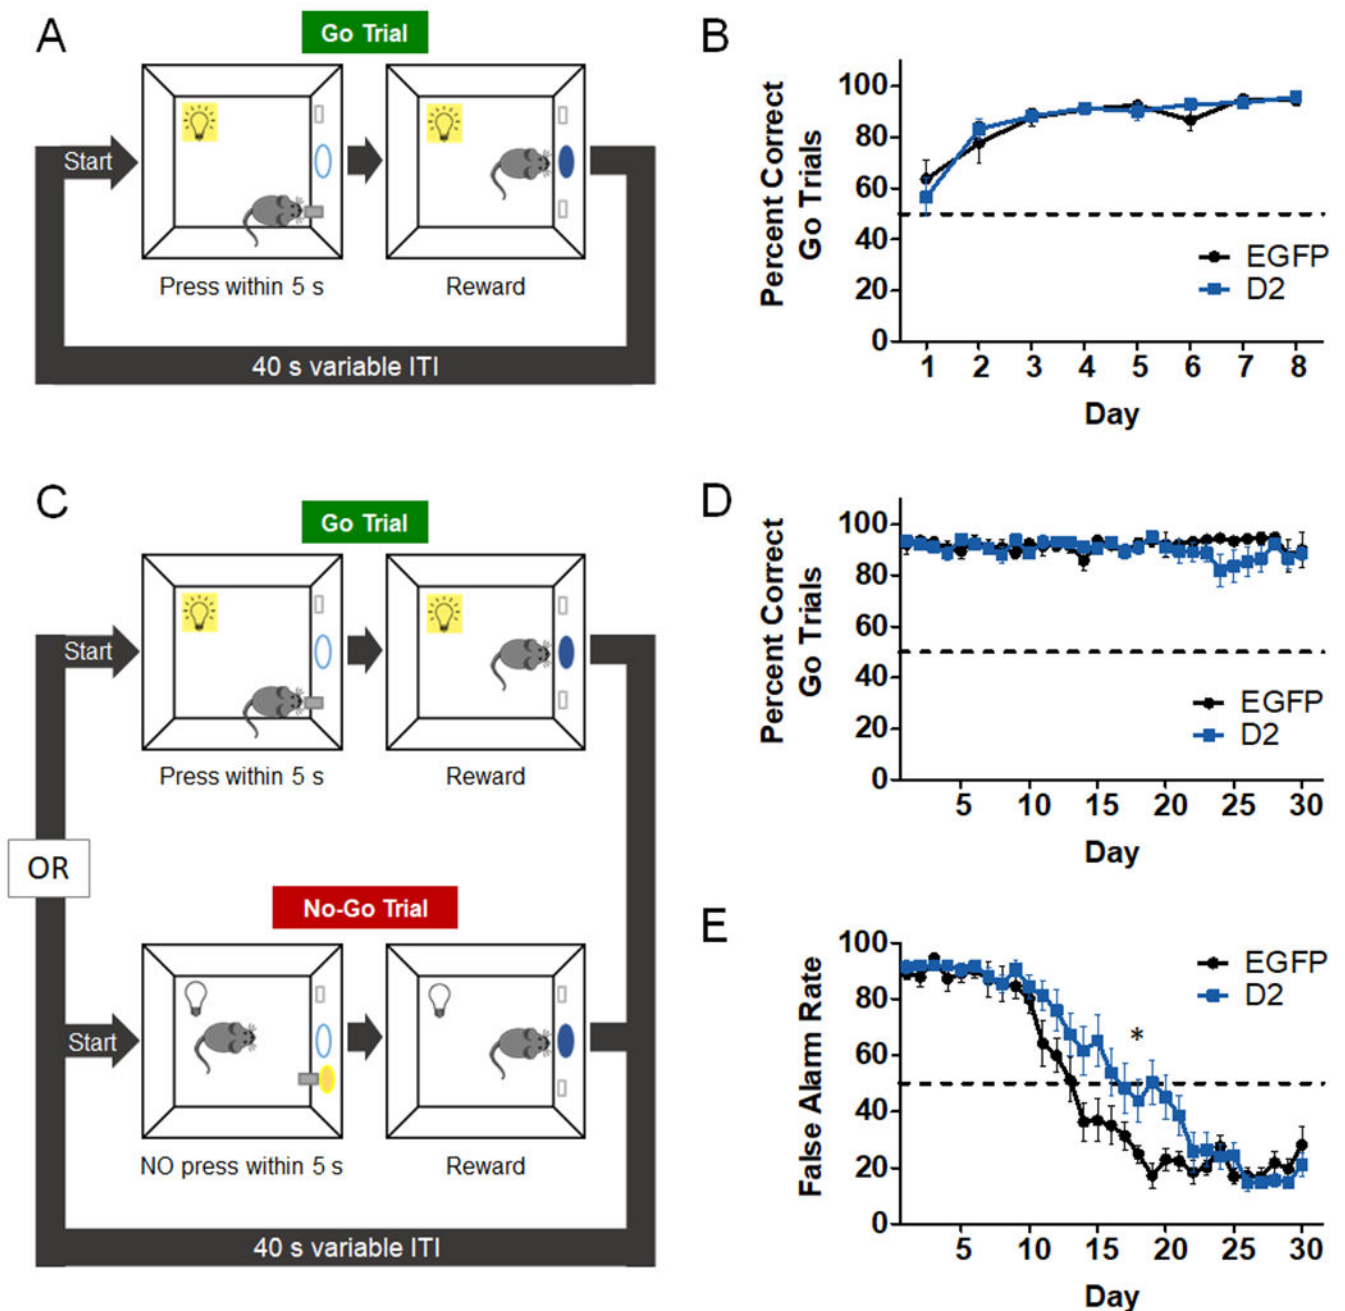 A
Go Trial
Start
Press within 5 s
Reward
40 s variable ITI
B
Percent Correct
Go Trials
100
80
60
40
20
0
EGFP
D2
1 2 3 4 5 6 7 8
Day
C
Go Trial
Start
Press within 5 s
Reward
OR
No-Go Trial
Start
NO press within 5 s
Reward
40 s variable ITI
D
Percent Correct
Go Trials
100
80
60
40
20
0
EGFP
D2
5 10 15 20 25 30
Day
E
False Alarm Rate
100
80
60
40
20
0
EGFP
D2
*
5 10 15 20 25 30
Day